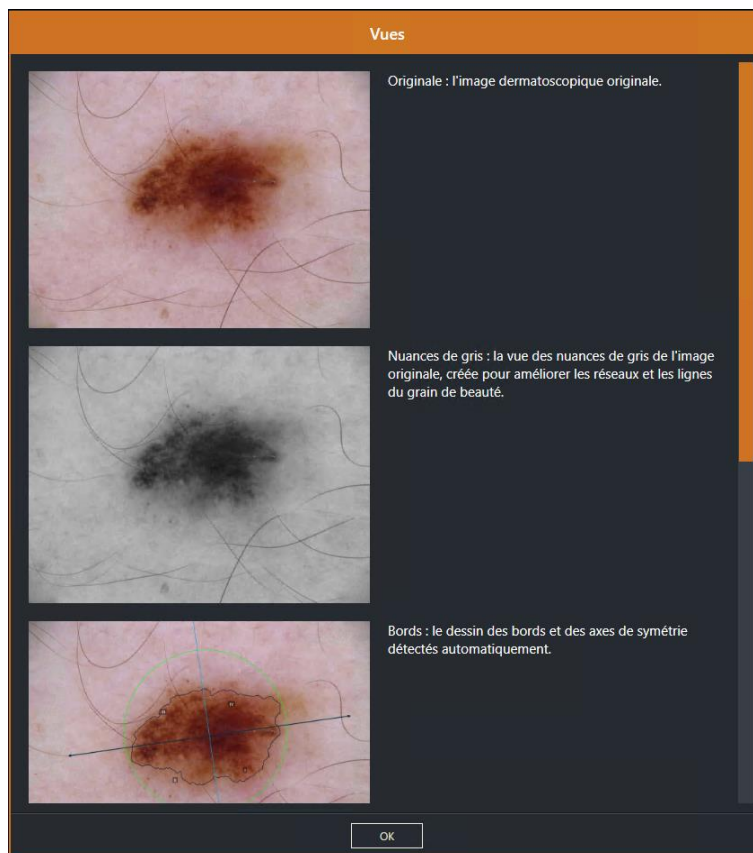 Vues
Originale : l'image dermatoscopique originale.
Nuances de gris : la vue des nuances de gris de l'image
originale, créée pour améliorer les réseaux et les lignes
du grain de beauté.
Bords : le dessin des bords et des axes de symétrie
détectés automatiquement.
OK